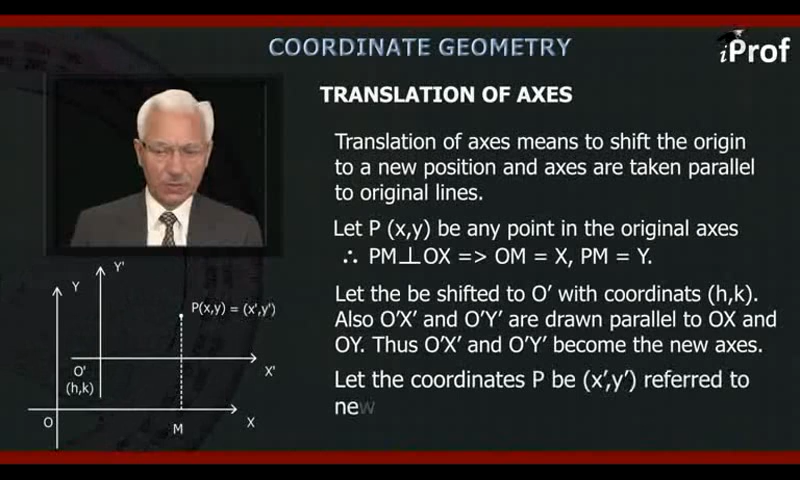 COORDINATE GEOMETRY
iProf
TRANSLATION OF AXES
Translation of axes means to shift the origin
to a new position and axes are taken parallel
to original lines.
Let P (x,y) be any point in the original axes
∴ PM⊥OX => OM = X, PM = Y.
Let the be shifted to O′ with coordinats (h,k).
Also O′X′ and O′Y′ are drawn parallel to OX and
OY. Thus O′X′ and O′Y′ become the new axes.
Let the coordinates P be (x′,y′) referred to
new
Y'
Y
P(x,y) = (x',y')
O'
X'
(h,k)
O
M
X